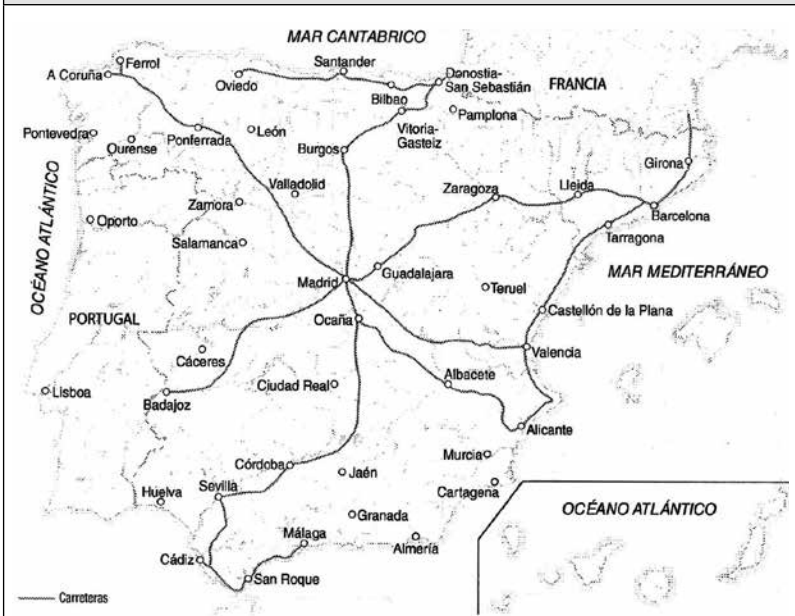 MAR CANTABRICO
Ferrol
A Coruña
Oviedo
Santander
Bilbao
Donostia-
San Sebastián
FRANCIA
Pontevedra
Ourense
Ponferrada
León
Burgos
Vitoria-
Gasteiz
Pamplona
Girona
Valladolid
Zamora
Zaragoza
Lleida
Barcelona
Tarragona
Oporto
Salamanca
OCÉANO ATLÁNTICO
Madrid
Guadalajara
Teruel
MAR MEDITERRÁNEO
Castellón de la Plana
PORTUGAL
Ocaña
Valencia
Cáceres
Lisboa
Badajoz
Ciudad Real
Albacete
Alicante
Murcia
Cartagena
Córdoba
Jaén
Sevilla
Huelva
Granada
Málaga
Almería
Cádiz
San Roque
OCÉANO ATLÁNTICO
Carreteras